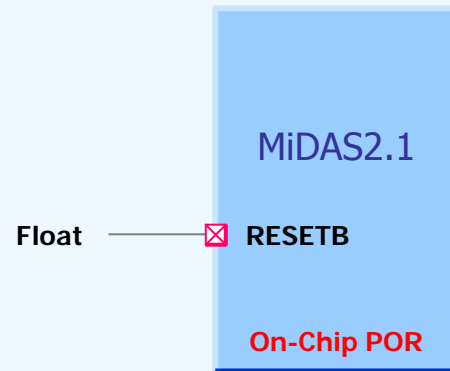 MiDAS2.1
Float RESETB
On-Chip POR